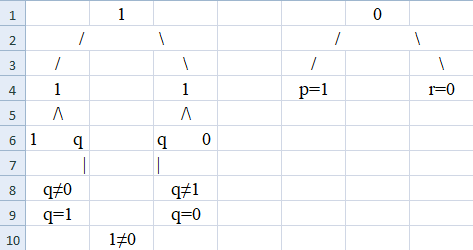 1 1 0
2 / \ / \
3 / \ / \
4 1 1 p=1 r=0
5 /\ /\
6 1 q q 0
7 | |
8 q≠0 q≠1
9 q=1 q=0
10 1≠0